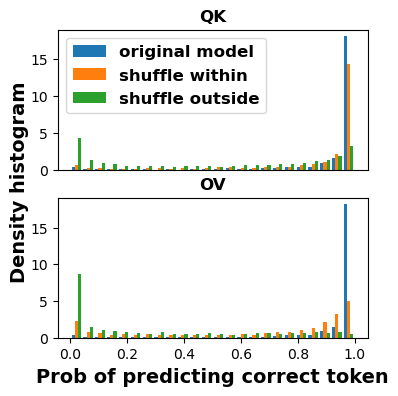 QK
original model
shuffle within
shuffle outside
15
10
5
0
OV
15
10
5
0
Density histogram
0.0 0.2 0.4 0.6 0.8 1.0
Prob of predicting correct token